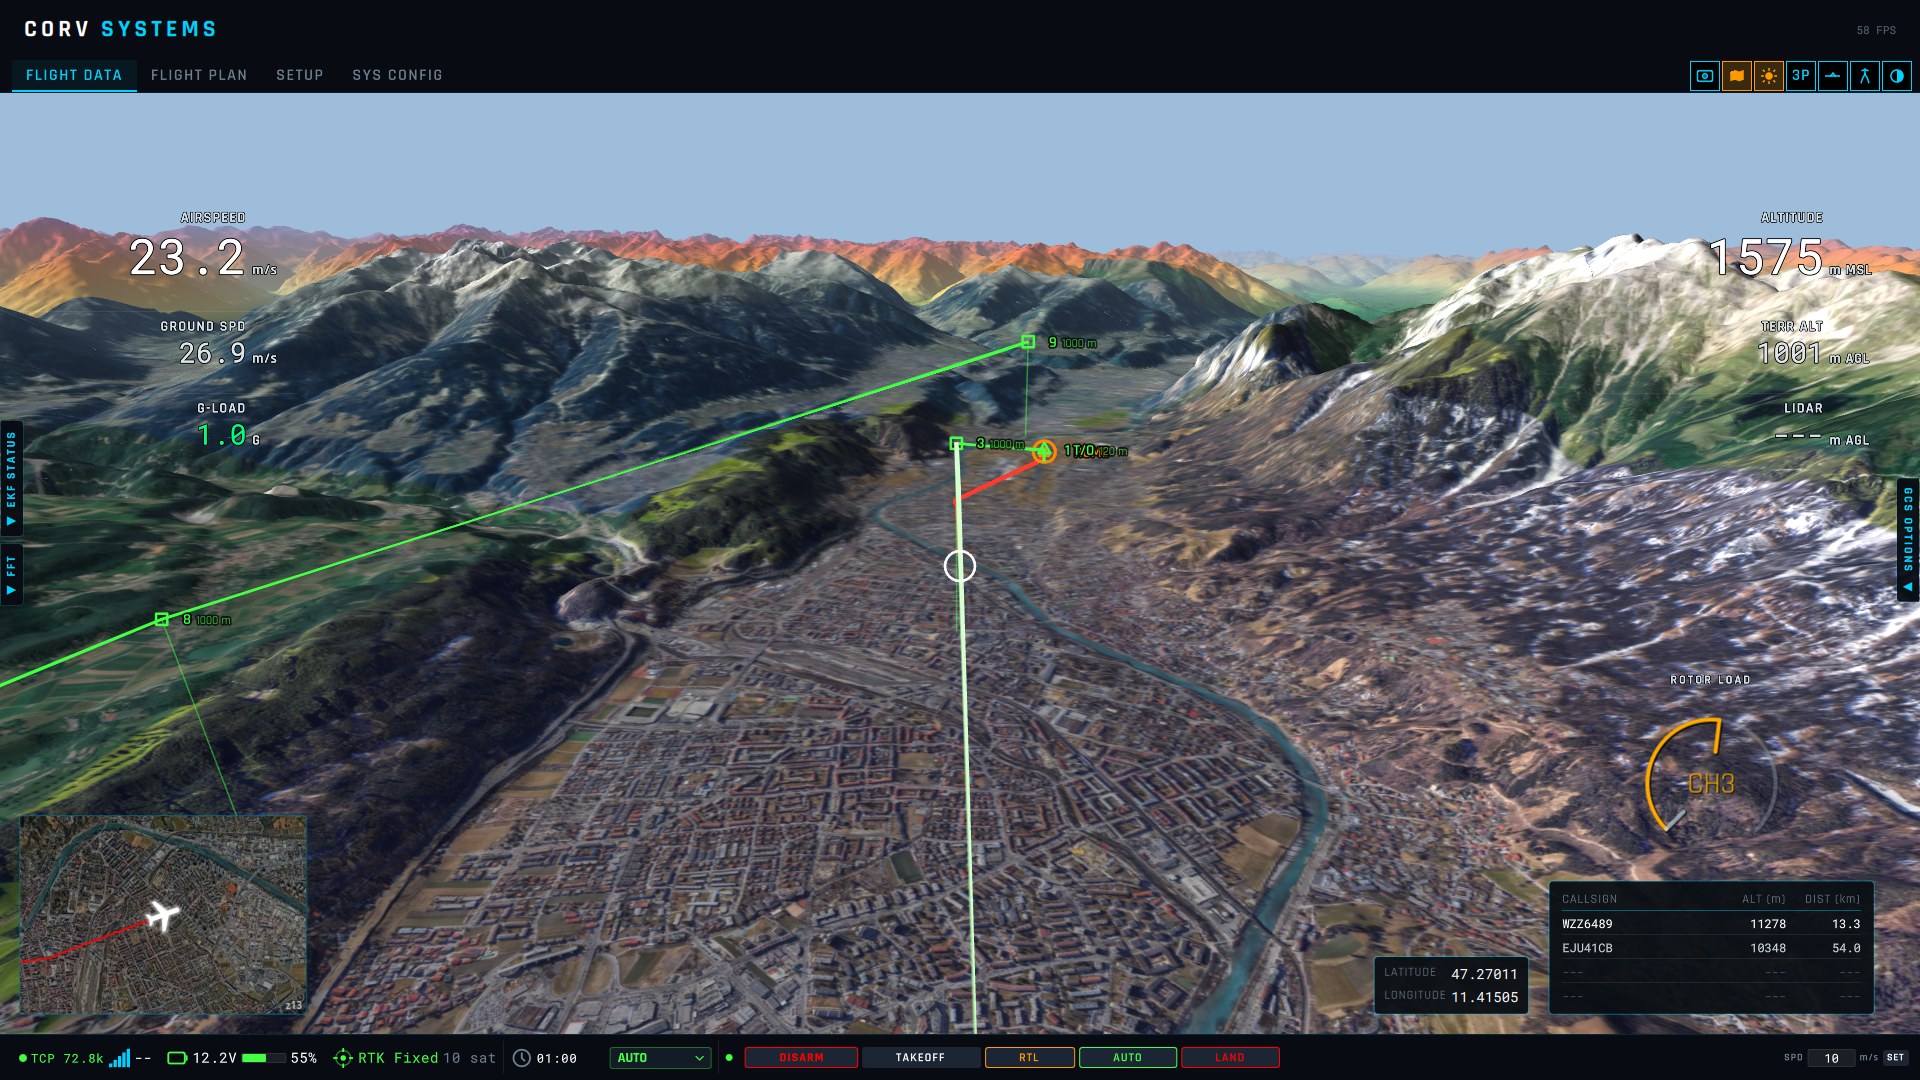 CORV SYSTEMS
58 FPS
FLIGHT DATA
FLIGHT PLAN
SETUP
SYS CONFIG
3P
AIRSPEED
23.2 m/s
GROUND SPD
26.9 m/s
G-LOAD
1.0 G
ALTITUDE
1575 m MSL
TERR ALT
1001 m AGL
LIDAR
--- m AGL
EKF STATUS
FFT
GCS OPTIONS
9 1000 m
3 1000 m
1 T/O 120 m
8 1000 m
ROTOR LOAD
CH3
z13
LATITUDE 47.27011
LONGITUDE 11.41505
CALLSIGN ALT (m) DIST (km)
WZZ6489 11278 13.3
EJU41CB 10348 54.0
--- --- ---
--- --- ---
TCP 72.8k -- 12.2V 55% RTK Fixed 10 sat 01:00 AUTO DISARM TAKEOFF RTL AUTO LAND SPD 10 m/s SET